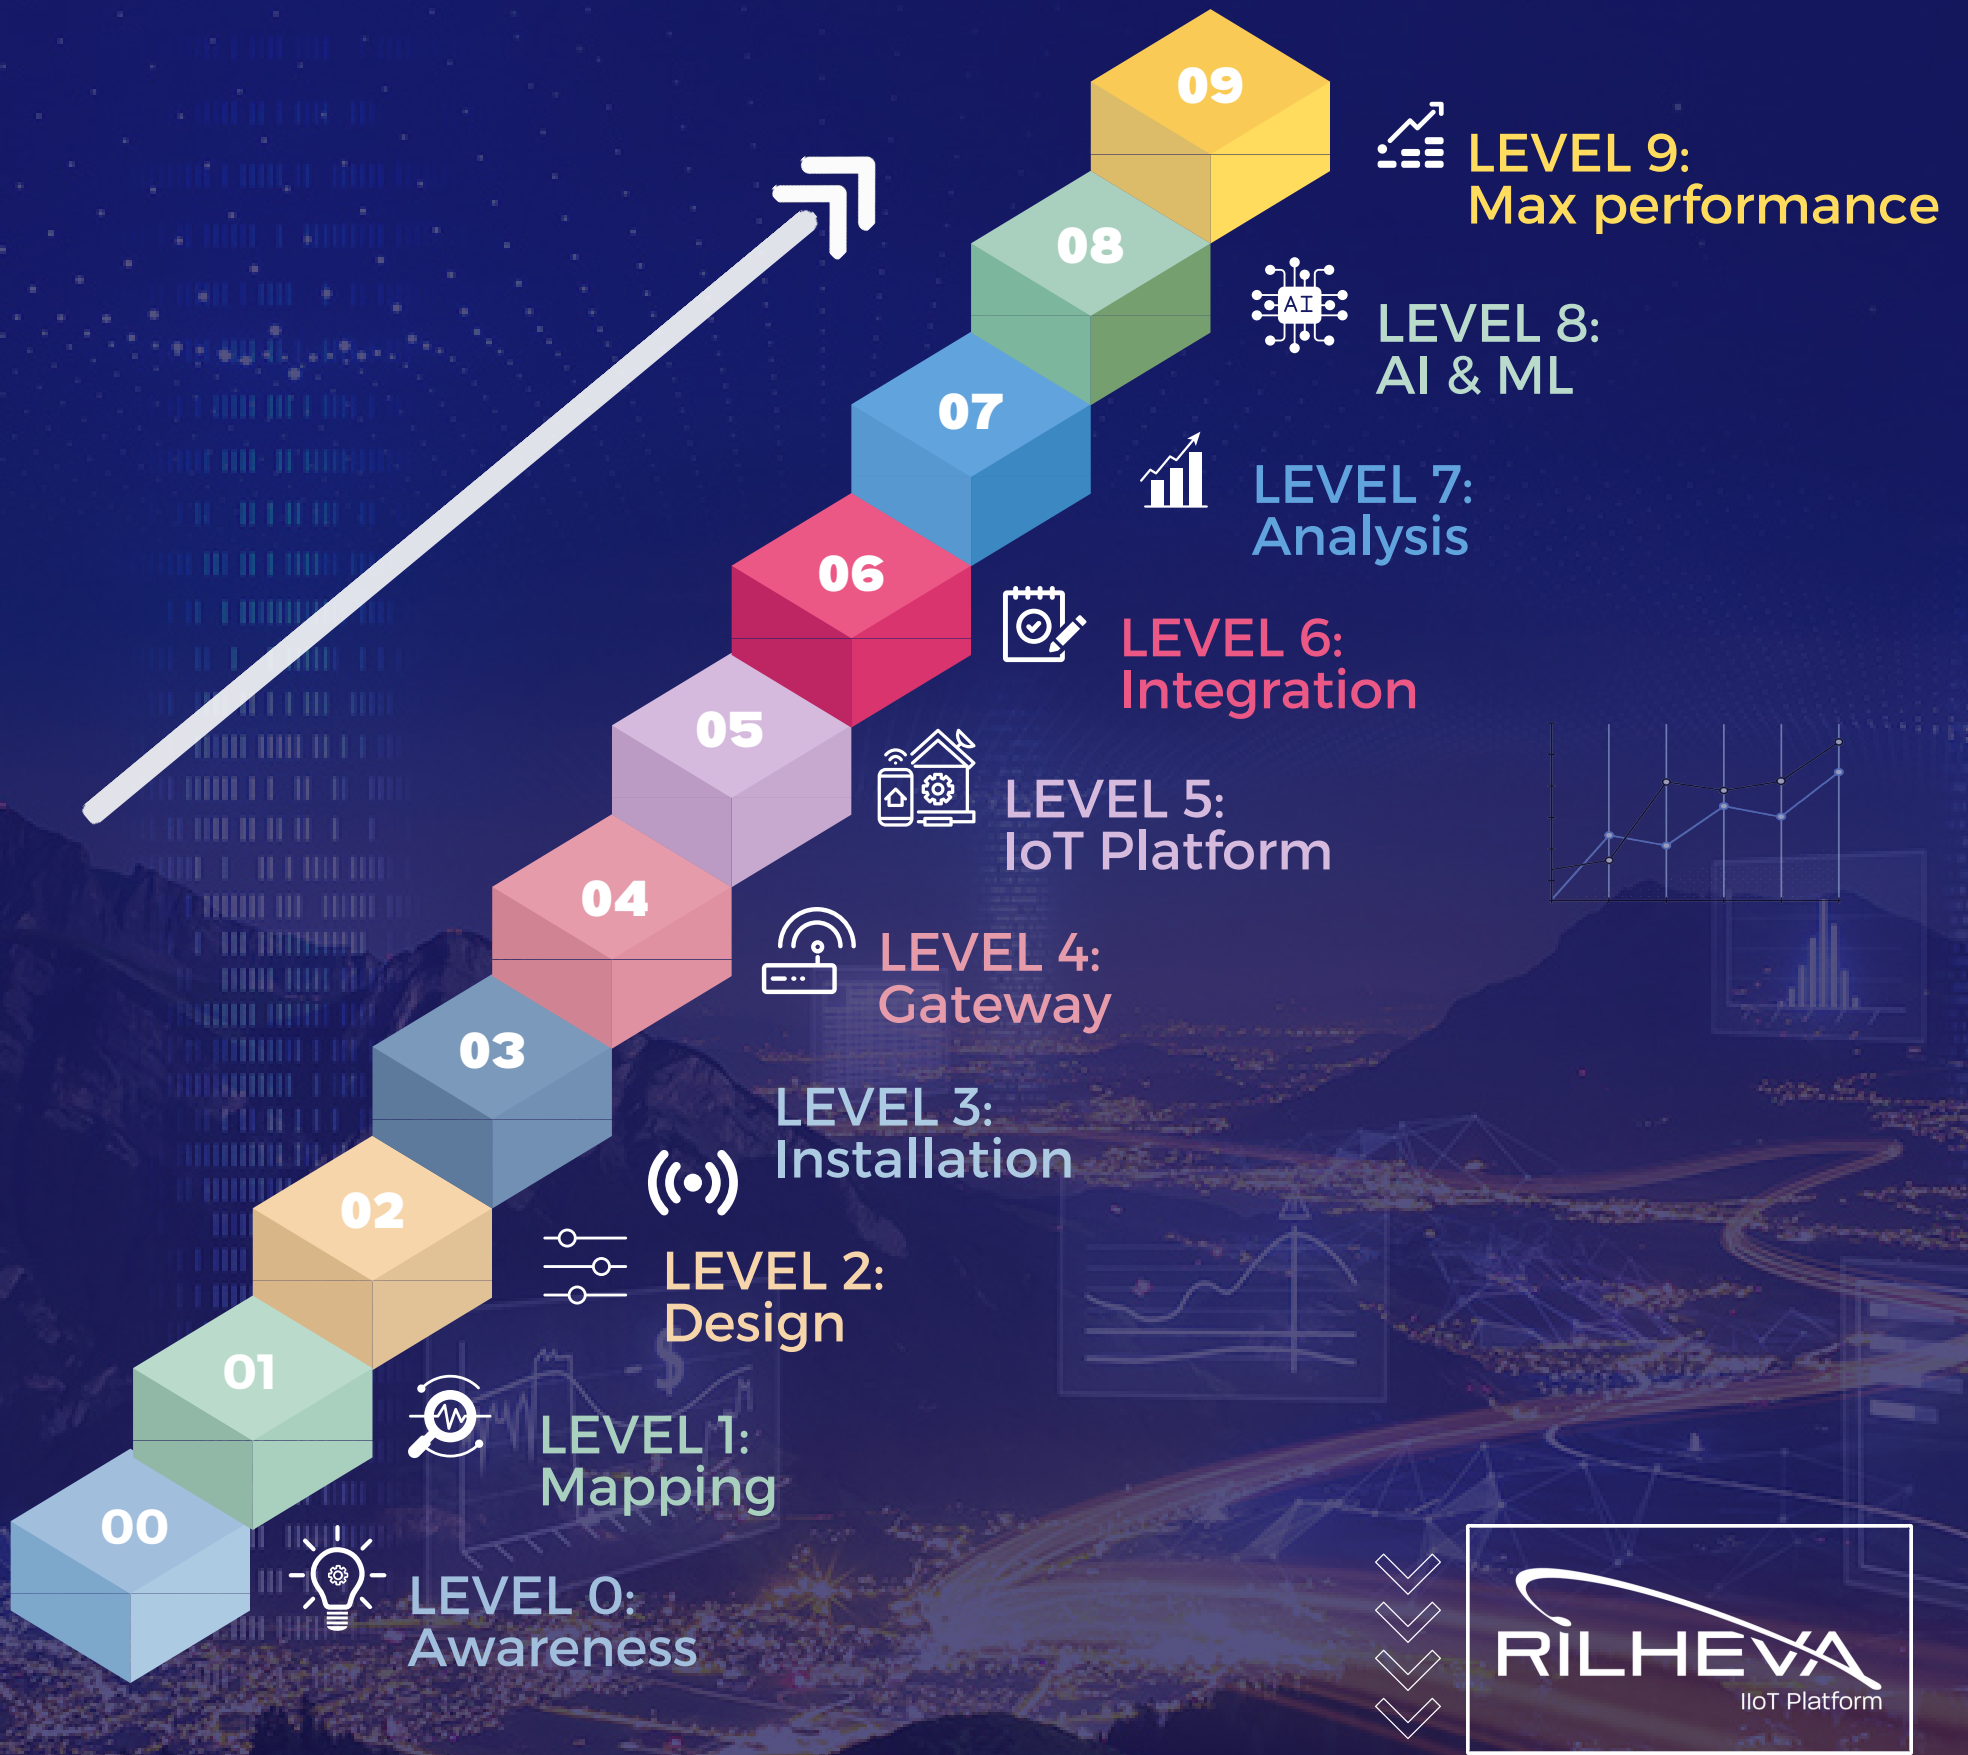 09
LEVEL 9:
Max performance
08
AI
LEVEL 8:
AI & ML
07
LEVEL 7:
Analysis
06
LEVEL 6:
Integration
05
LEVEL 5:
IoT Platform
04
LEVEL 4:
Gateway
03
LEVEL 3:
Installation
02
LEVEL 2:
Design
- $
01
LEVEL 1:
Mapping
00
LEVEL 0:
Awareness
RiLHEVA
IIoT Platform